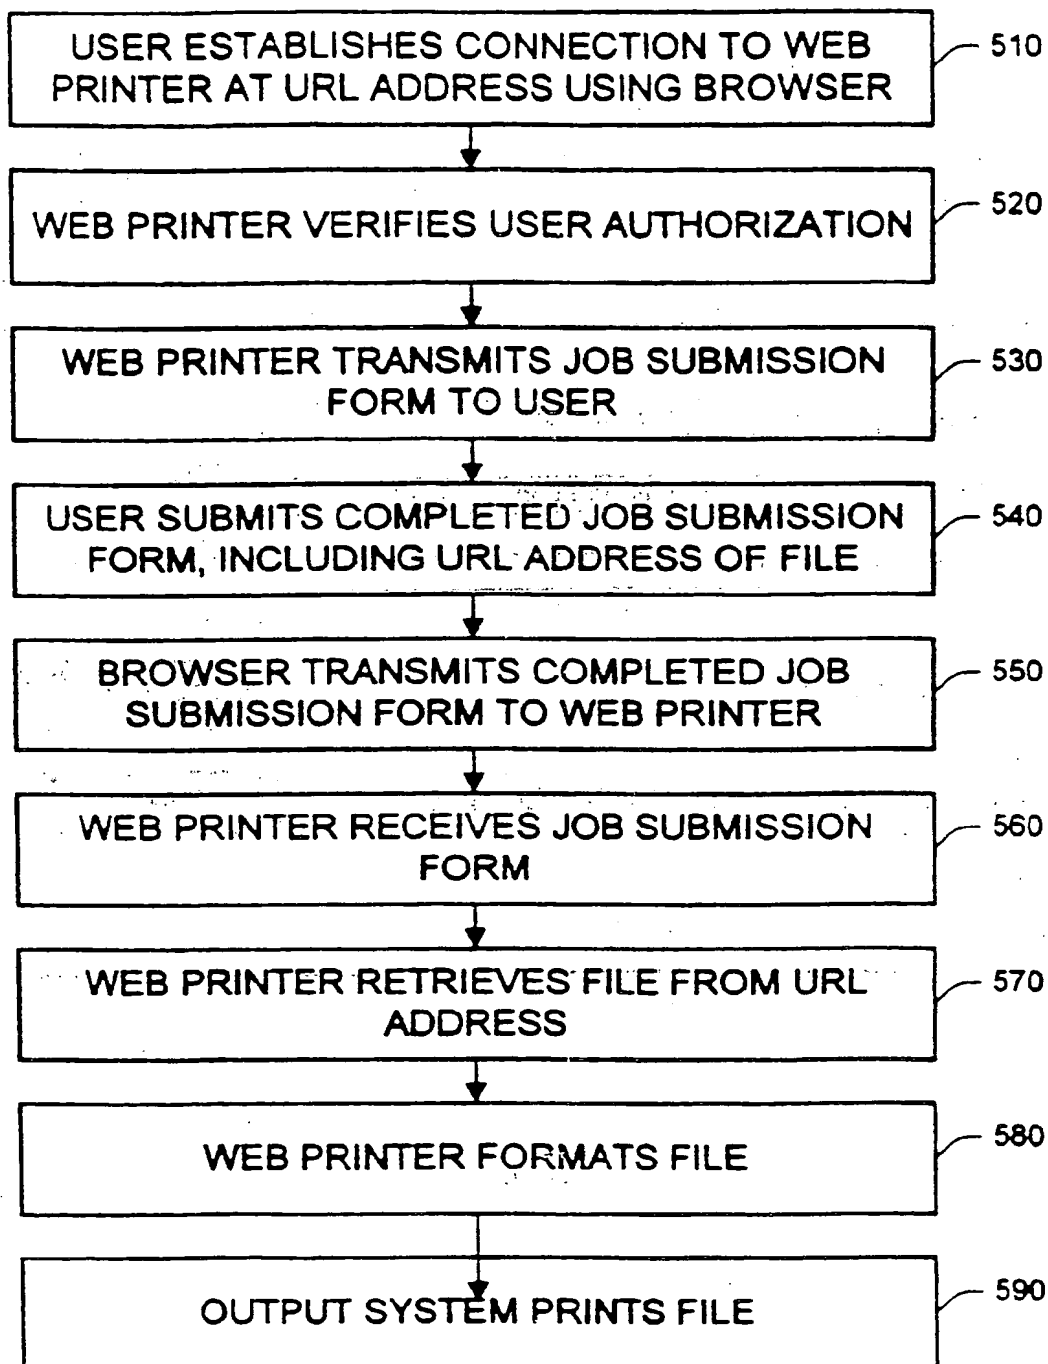 USER ESTABLISHES CONNECTION TO WEB
PRINTER AT URL ADDRESS USING BROWSER
510
WEB PRINTER VERIFIES USER AUTHORIZATION
520
WEB PRINTER TRANSMITS JOB SUBMISSION
FORM TO USER
530
USER SUBMITS COMPLETED JOB SUBMISSION
FORM, INCLUDING URL ADDRESS OF FILE
540
BROWSER TRANSMITS COMPLETED JOB
SUBMISSION FORM TO WEB PRINTER
550
WEB PRINTER RECEIVES JOB SUBMISSION
FORM
560
WEB PRINTER RETRIEVES FILE FROM URL
ADDRESS
570
WEB PRINTER FORMATS FILE
580
OUTPUT SYSTEM PRINTS FILE
590